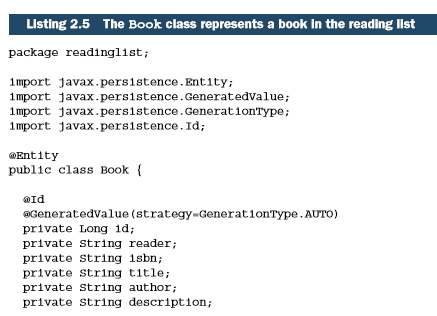 Listing 2.5 The Book class represents a book in the reading list
package readinglist;
import javax.persistence.Entity;
import javax.persistence.GeneratedValue;
import javax.persistence.GenerationType;
import javax.persistence.Id;
@Entity
public class Book {
@Id
@GeneratedValue(strategy=GenerationType.AUTO)
private Long id;
private String reader;
private String isbn;
private String title;
private String author;
private String description;